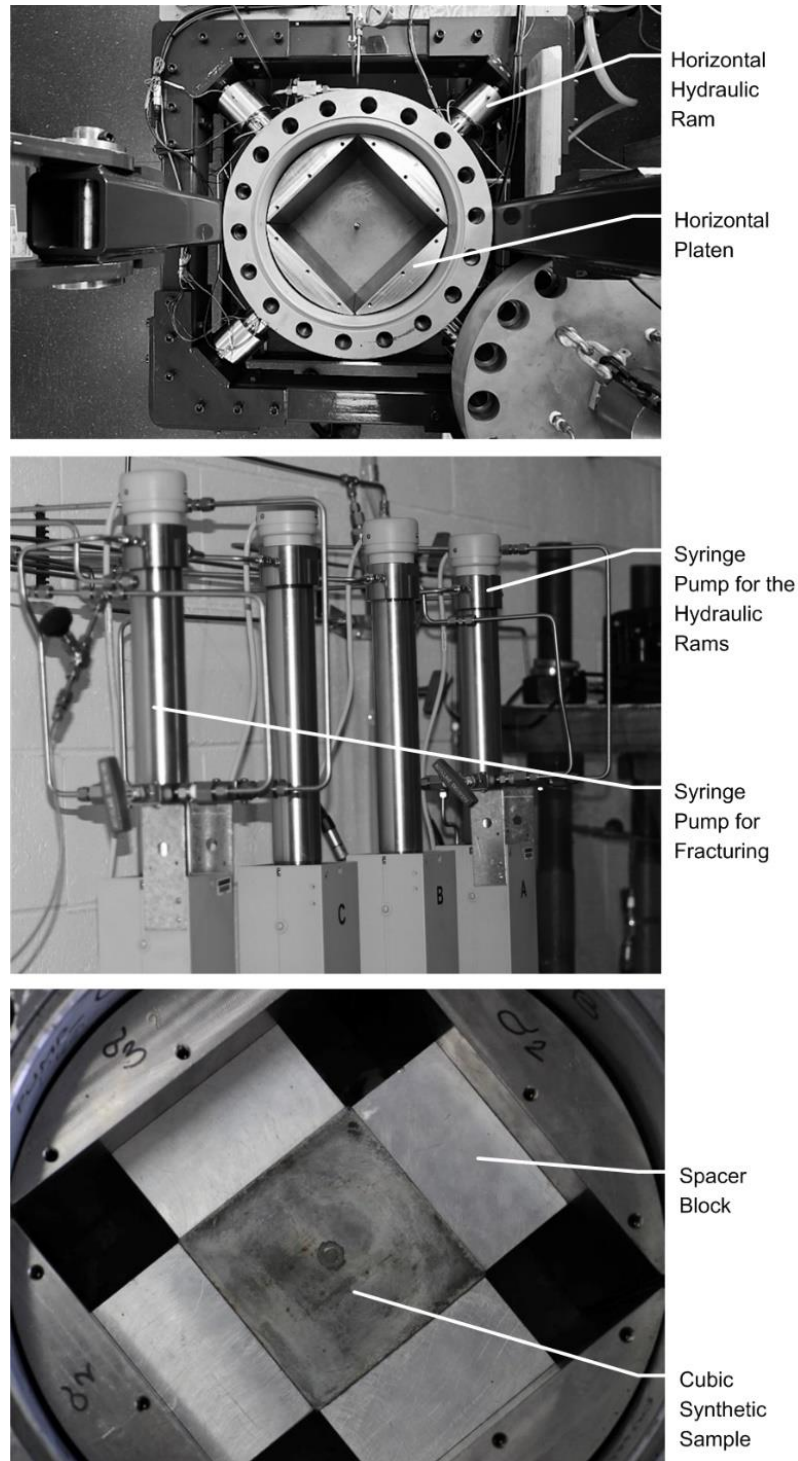 Horizontal
Hydraulic
Ram
Horizontal
Platen
Syringe
Pump for the
Hydraulic
Rams
Syringe
Pump for
Fracturing
C
B
A
Spacer
Block
Cubic
Synthetic
Sample